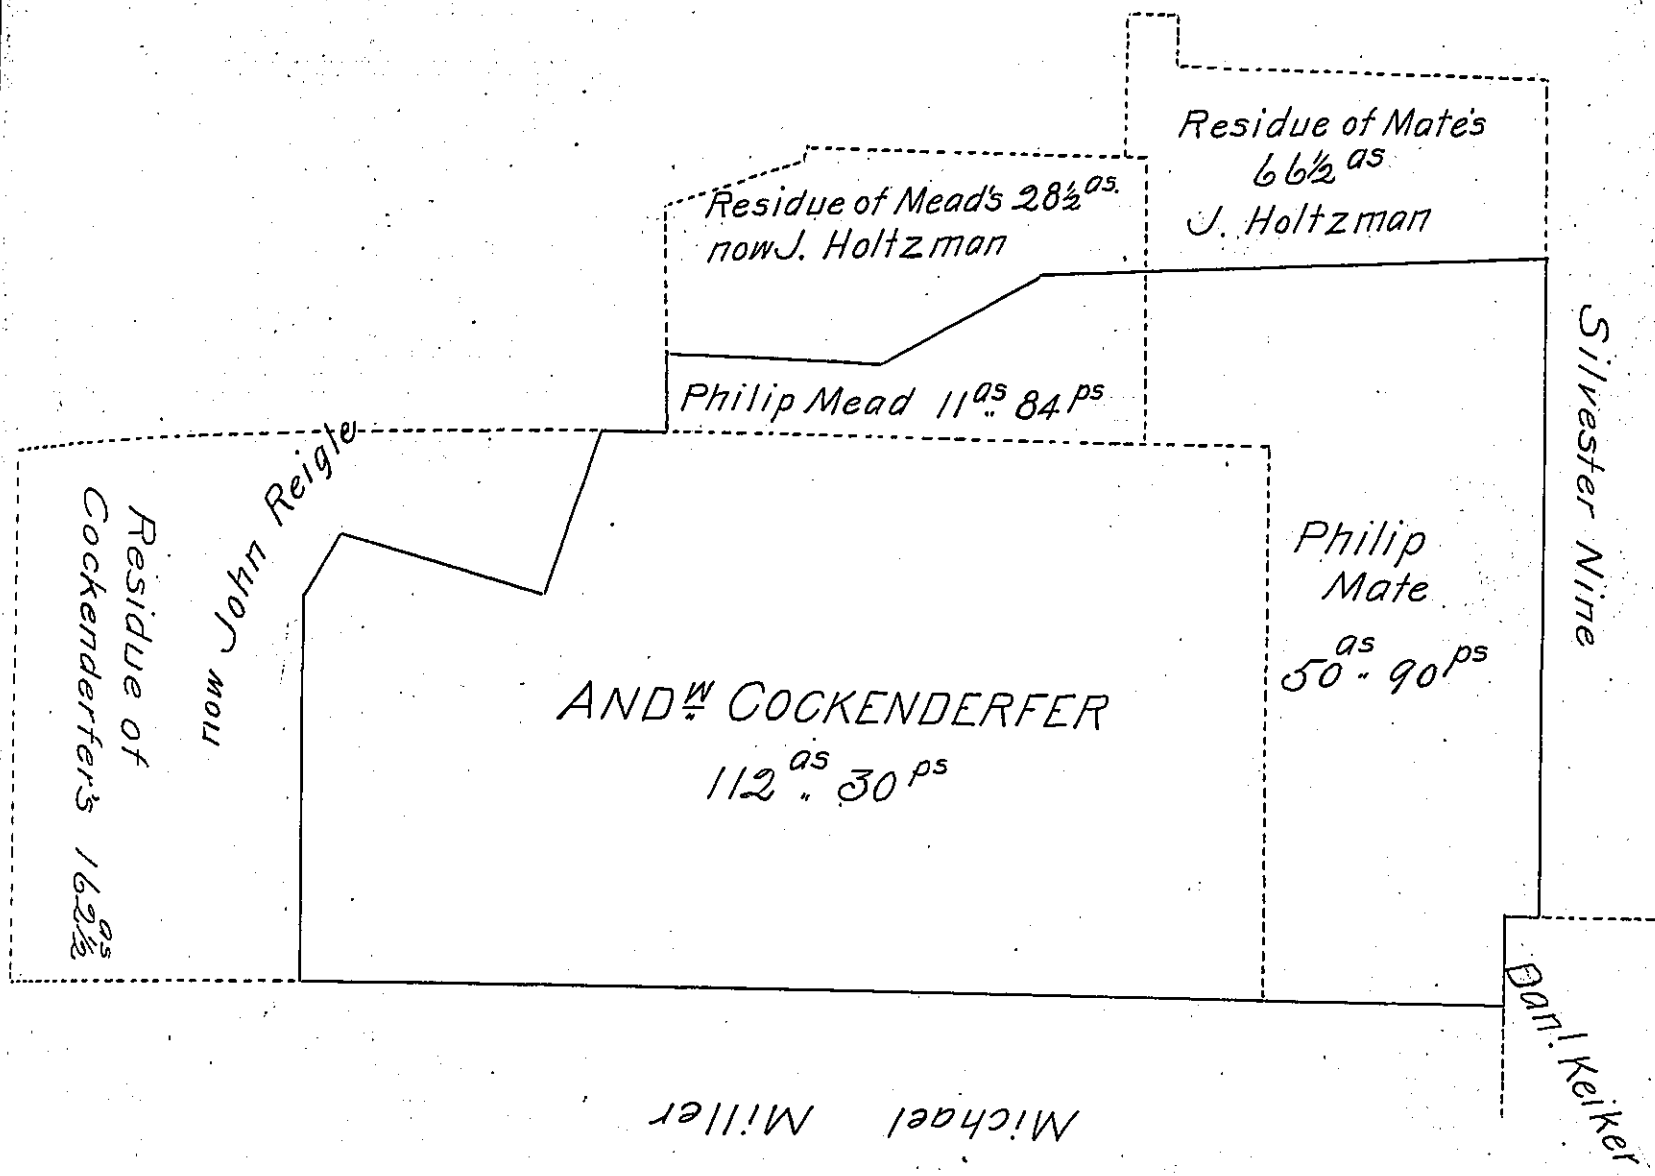 Residue of Mate's
66½ as
J. Holtzman
Residue of Mead's 28½ as.
now J. Holtzman
Philip Mead 11 as 84 ps
Silvester Nine
now John Reigle
Residue of
Cockenderfer's 162½ as
Philip
Mate
50 as 90 ps
ANDW COCKENDERFER
112 as 30 ps
Danl. Keiker
Michael Miller